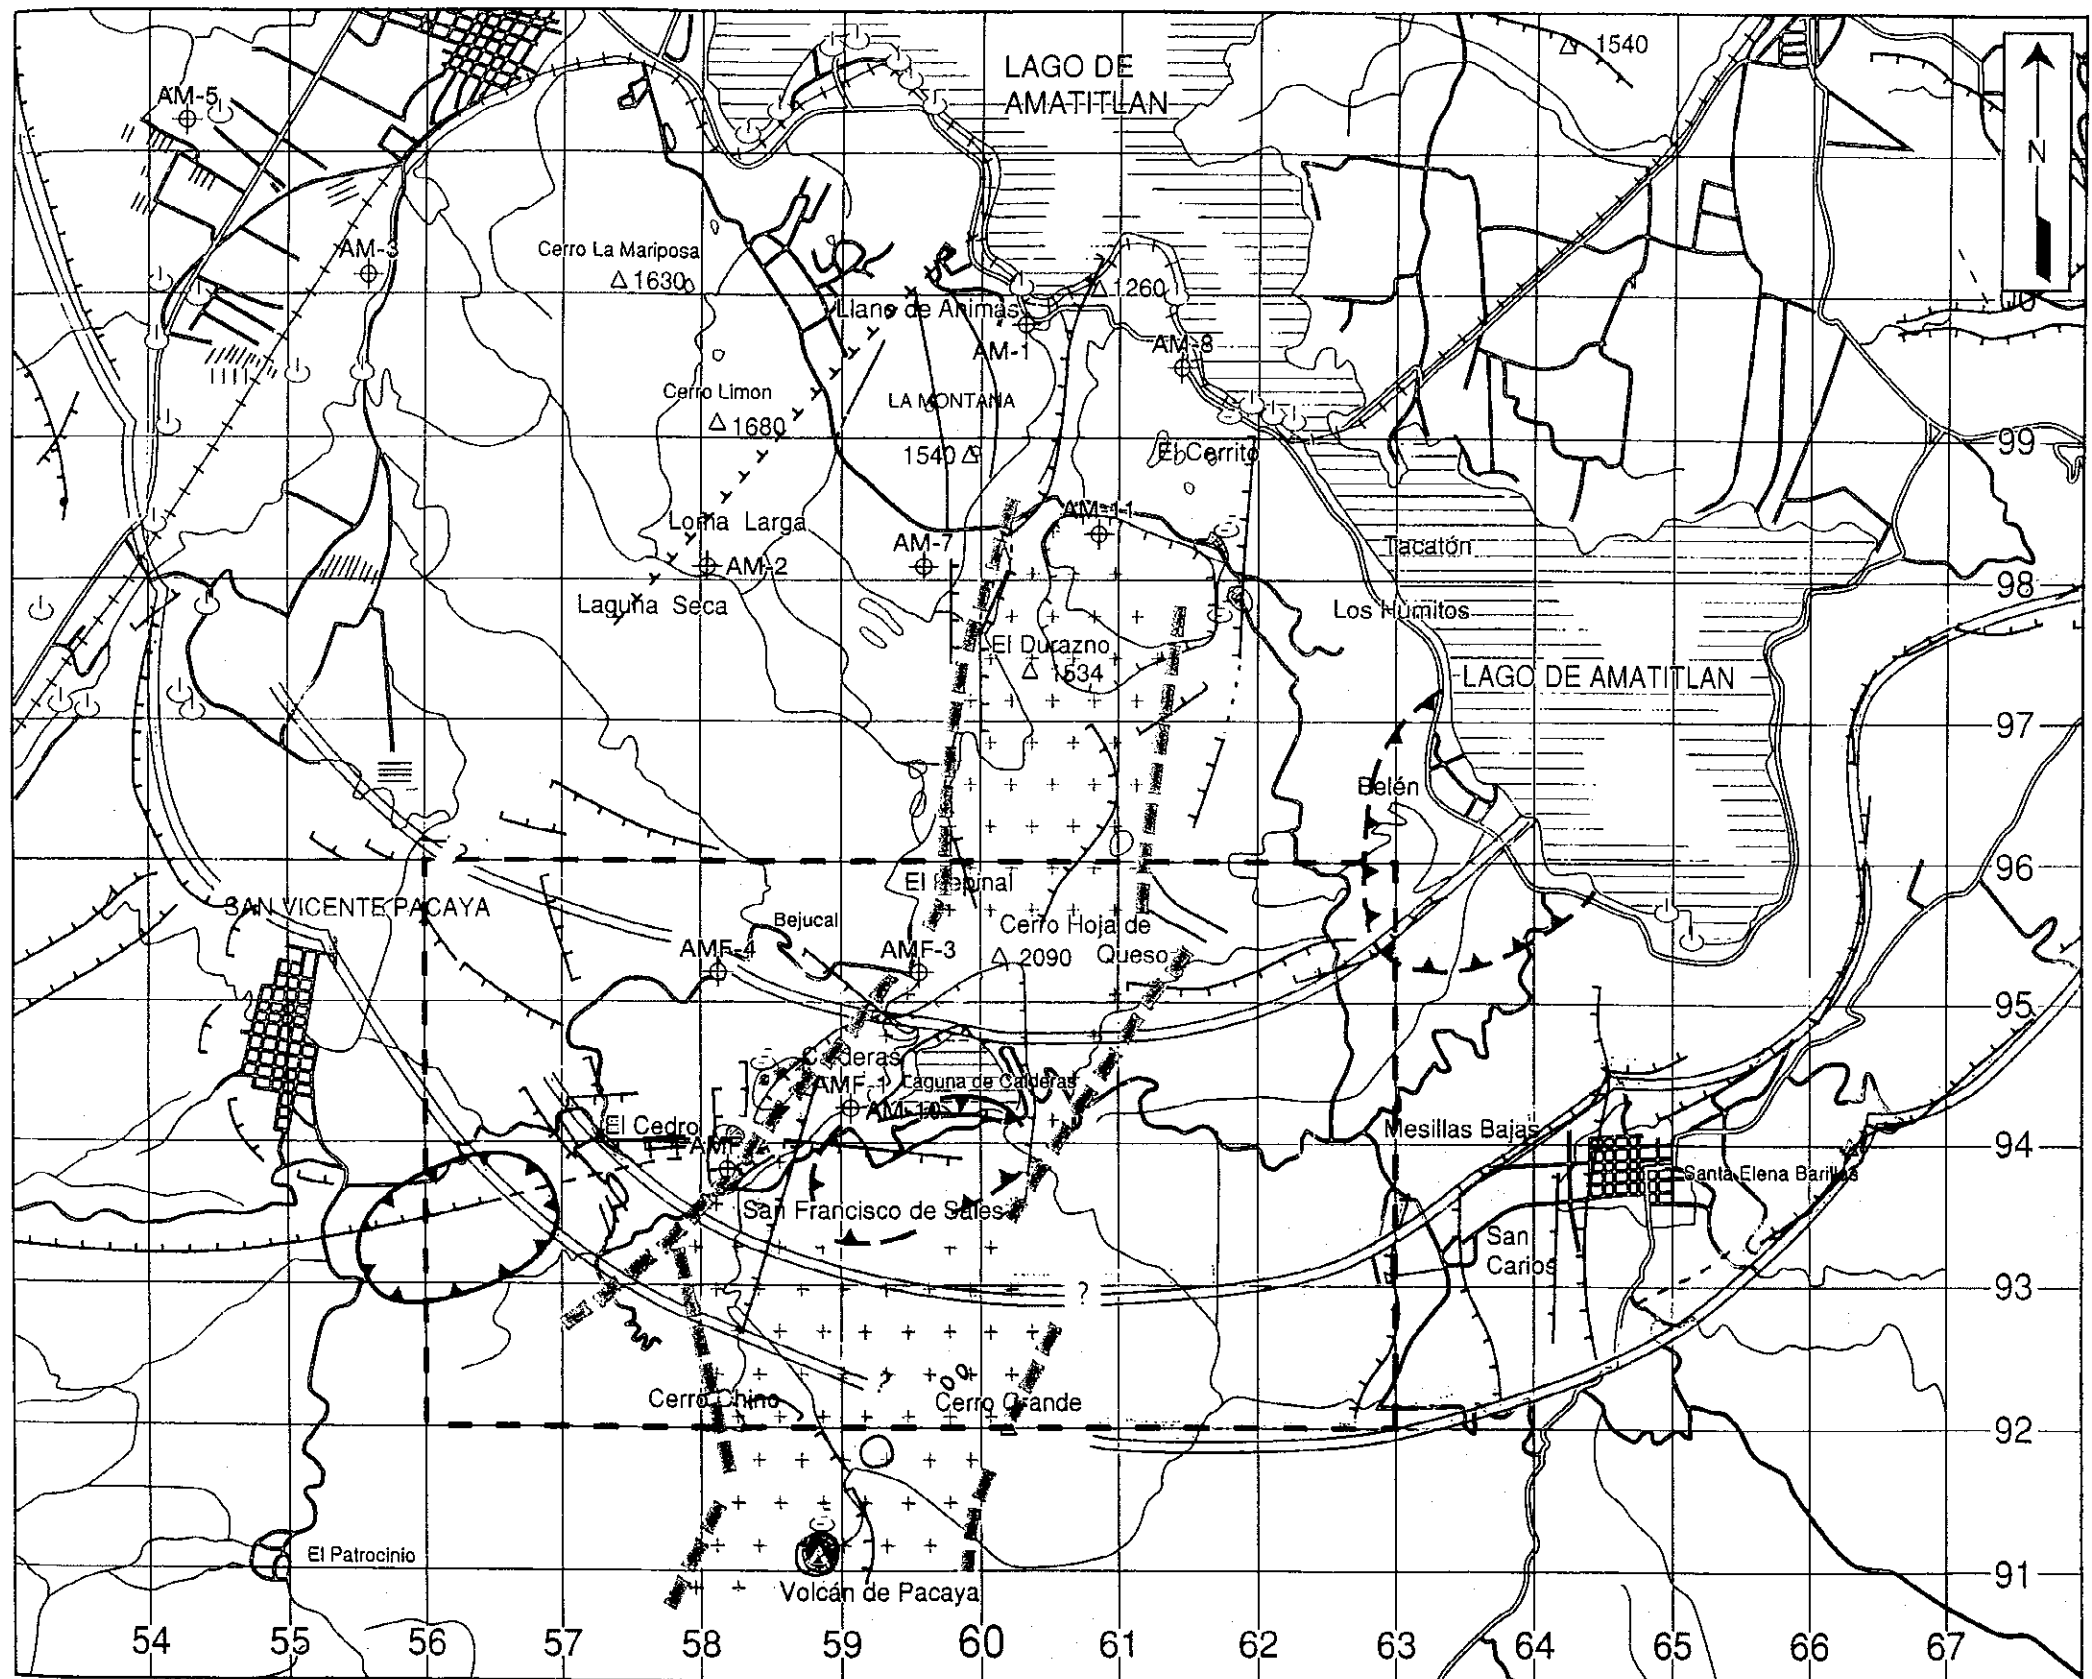 LAGO DE
AMATITLAN
1540
AM-5
N
AM-3
Cerro La Mariposa
1630
1260
Llano de Animas
AM-1
AM-8
Cerro Limon
1680
LA MONTANA
1540
El Cerrito
99
AM-11
Loma Larga
AM-7
Tacatón
AM-2
98
Laguna Seca
Los Humitos
El Durazno
1534
LAGO DE AMATITLAN
97
Belén
96
El Pepinal
SAN VICENTE PACAYA
Bejucal
Cerro Hoja de
Queso
AMF-4
AMF-3
2090
95
Calderas
AMF-1
Laguna de Calderas
AM-10
El Cedro
Mesillas Bajas
94
Santa Elena Barillas
San Francisco de Sales
San
Carlos
?
93
?
Cerro Chino
Cerro Grande
92
El Patrocinio
Volcán de Pacaya
91
54 55 56 57 58 59 60 61 62 63 64 65 66 67